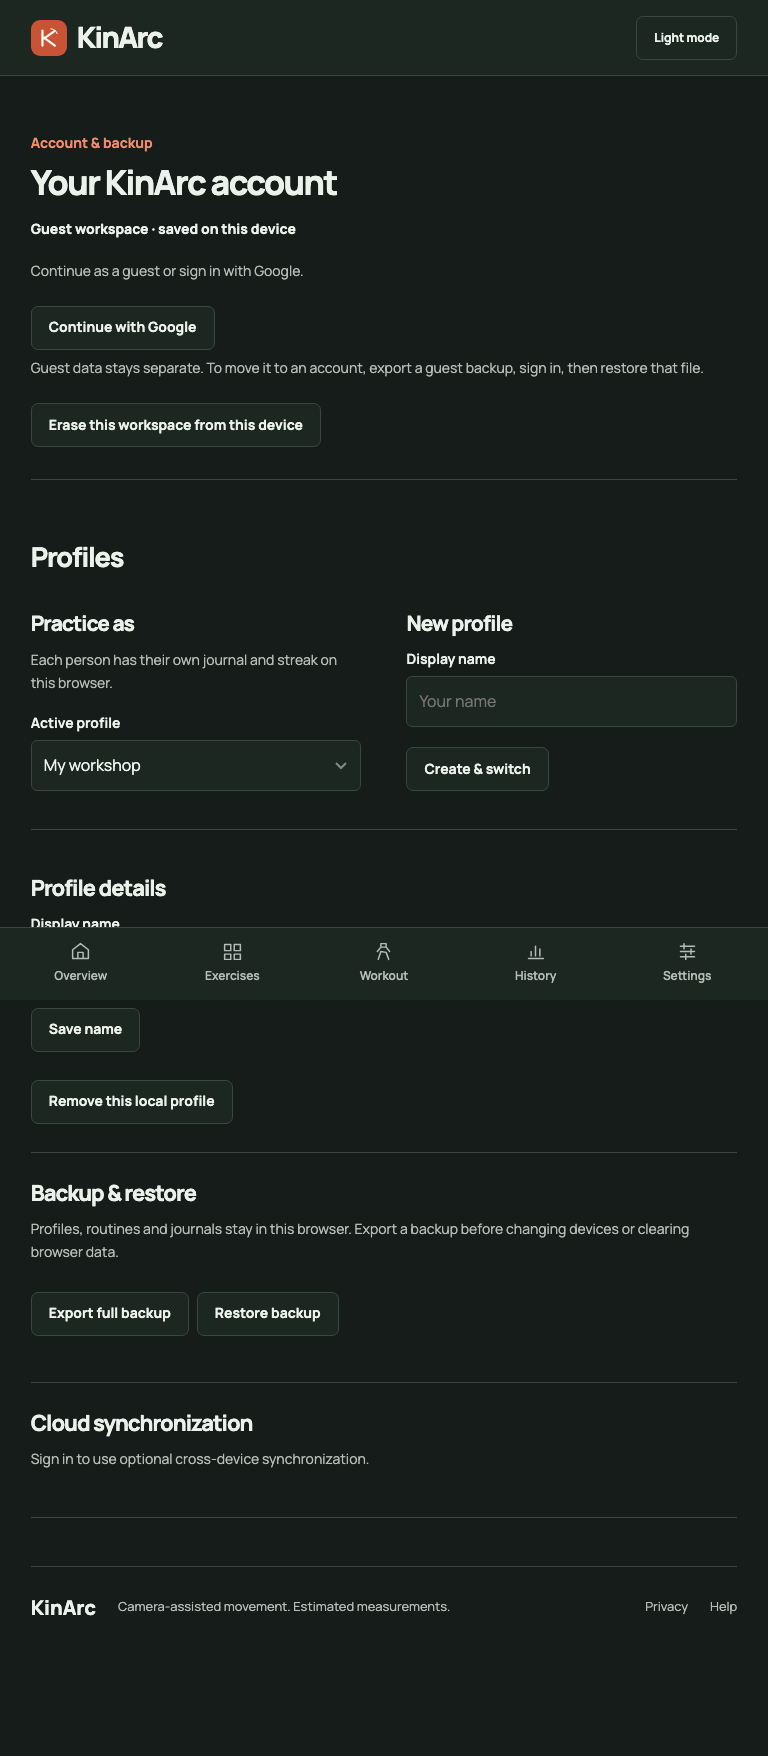 KinArc
Light mode
Account & backup
Your KinArc account
Guest workspace · saved on this device
Continue as a guest or sign in with Google.
Continue with Google
Guest data stays separate. To move it to an account, export a guest backup, sign in, then restore that file.
Erase this workspace from this device
Profiles
Practice as
Each person has their own journal and streak on
this browser.
Active profile
My workshop
New profile
Display name
Your name
Create & switch
Profile details
Display name
Overview
Exercises
Workout
History
Settings
Save name
Remove this local profile
Backup & restore
Profiles, routines and journals stay in this browser. Export a backup before changing devices or clearing
browser data.
Export full backup
Restore backup
Cloud synchronization
Sign in to use optional cross-device synchronization.
KinArc
Camera-assisted movement. Estimated measurements.
Privacy
Help